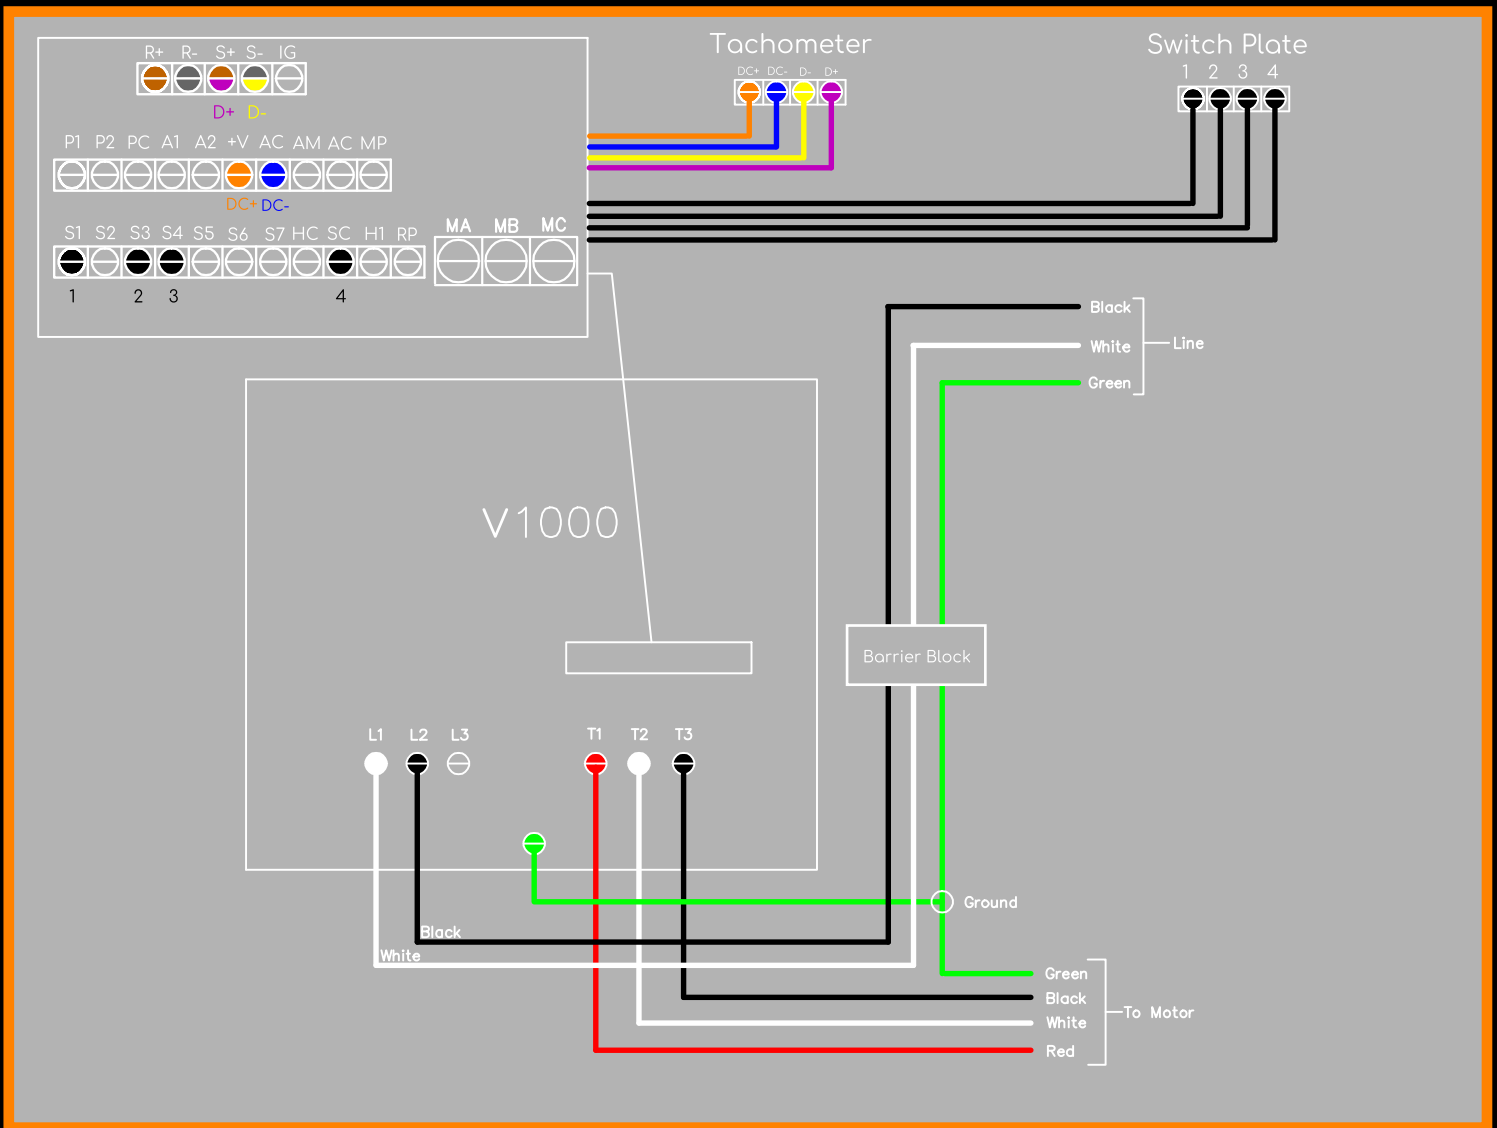 R+ R- S+ S- IG
D+ D-
P1 P2 PC A1 A2 +V AC AM AC MP
DC+ DC-
S1 S2 S3 S4 S5 S6 S7 HC SC H1 RP
MA MB MC
1 2 3 4
Tachometer
DC+ DC- D- D+
Switch Plate
1 2 3 4
Black
White
Green
Line
V1000
Barrier Block
L1 L2 L3 T1 T2 T3
Ground
Black
White
Green
Black
White
Red
To Motor